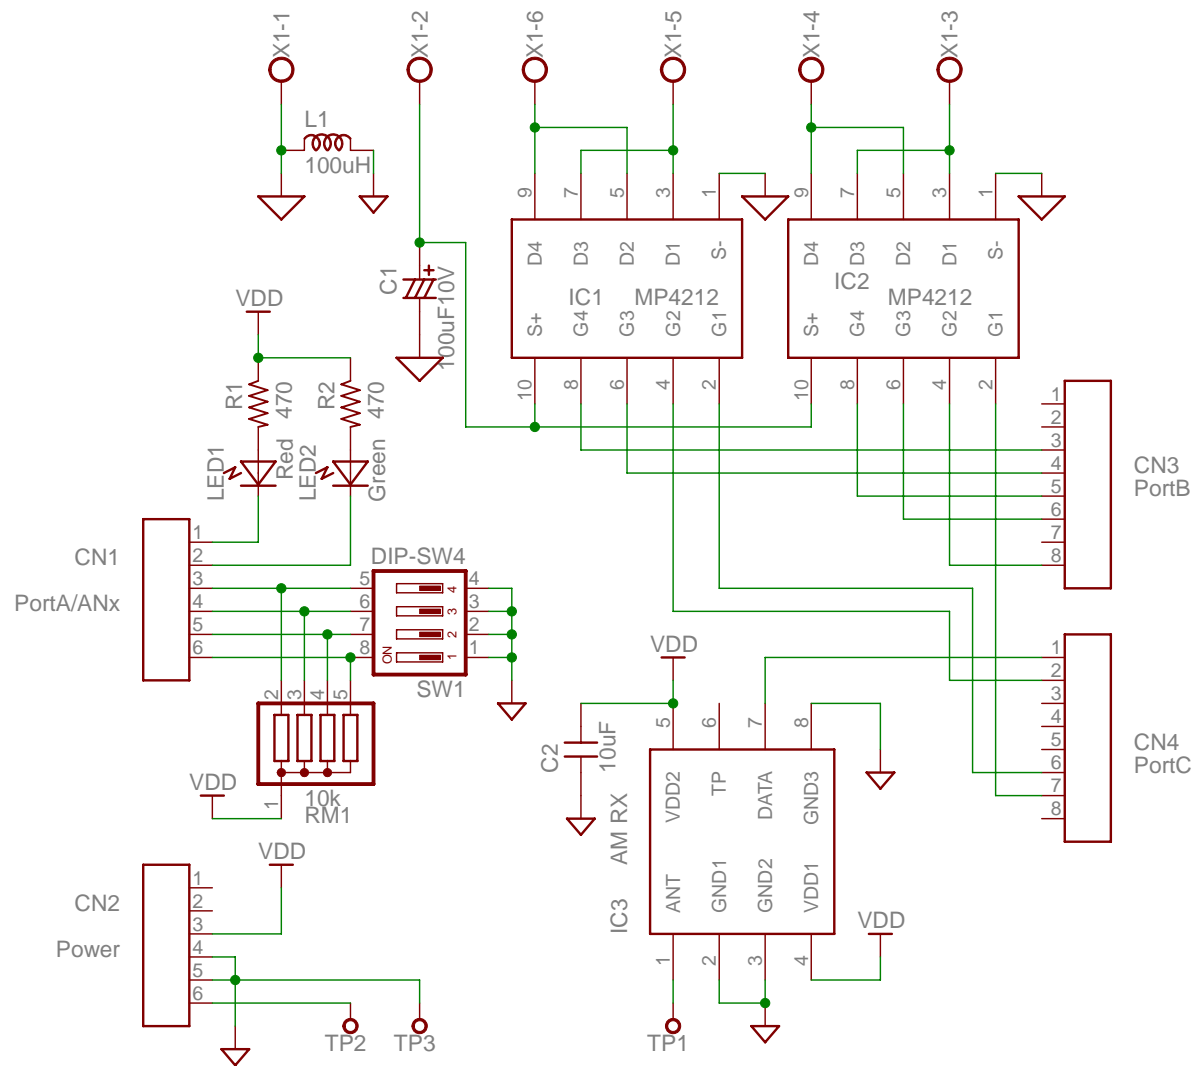 X1-1
X1-2
X1-6
X1-5
X1-4
X1-3
L1
100uH
9
7
5
3
1
9
7
5
3
1
D4
D3
D2
D1
S-
IC1
MP4212
S+
G4
G3
G2
G1
10
8
6
4
2
D4
D3
D2
D1
S-
IC2
MP4212
S+
G4
G3
G2
G1
10
8
6
4
2
C1
+
100uF10V
VDD
R1
470
R2
470
LED1
Red
LED2
Green
CN1
PortA/ANx
1
2
3
4
5
6
DIP-SW4
5
6
7
8
4
3
2
1
ON
4
3
2
1
SW1
2
3
4
5
1
10k
RM1
VDD
CN2
Power
1
2
3
4
5
6
VDD
TP2
TP3
CN3
PortB
1
2
3
4
5
6
7
8
CN4
PortC
1
2
3
4
5
6
7
8
VDD
C2
10uF
5
6
7
8
VDD2
TP
DATA
GND3
AM RX
IC3
ANT
GND1
GND2
VDD1
1
2
3
4
VDD
TP1